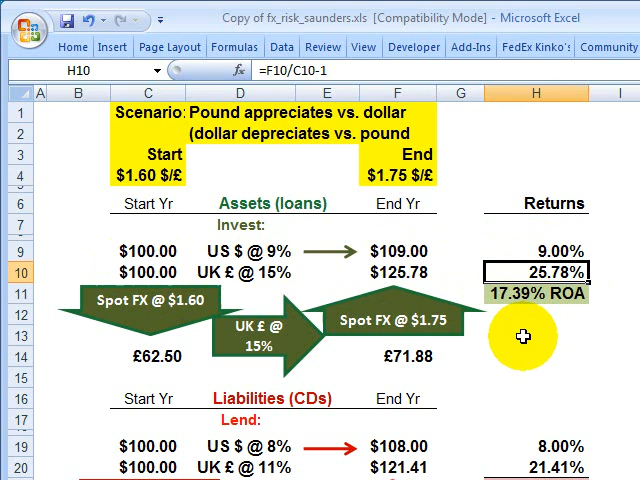 Copy of fx_risk_saunders.xls [Compatibility Mode] - Microsoft Excel
Home Insert Page Layout Formulas Data Review View Developer Add-Ins FedEx Kinko's Community
H10 fx =F10/C10-1
A B C D E F G H I
1 Scenario: Pound appreciates vs. dollar
2 (dollar depreciates vs. pound
3 Start End
4 $1.60 $/£ $1.75 $/£
6 Start Yr Assets (loans) End Yr Returns
7 Invest:
9 $100.00 US $ @ 9% $109.00 9.00%
10 $100.00 UK £ @ 15% $125.78 25.78%
11 Spot FX @ $1.60 17.39% ROA
12 Spot FX @ $1.75
UK £ @
13 15%
14 £62.50 £71.88
15
16 Start Yr Liabilities (CDs) End Yr
17 Lend:
19 $100.00 US $ @ 8% $108.00 8.00%
20 $100.00 UK £ @ 11% $121.41 21.41%